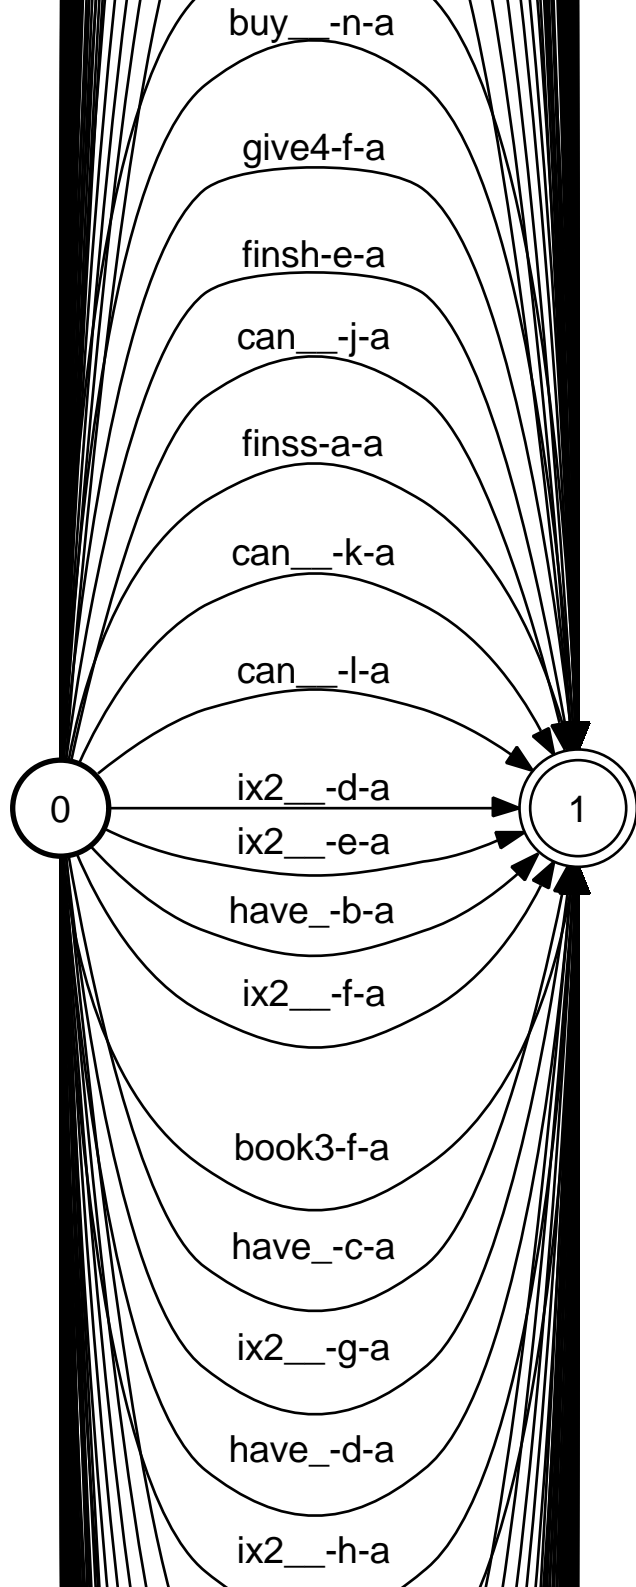 buy__-n-a
give4-f-a
finsh-e-a
can__-j-a
finss-a-a
can__-k-a
can__-l-a
ix2__-d-a
0
1
ix2__-e-a
have_-b-a
ix2__-f-a
book3-f-a
have_-c-a
ix2__-g-a
have_-d-a
ix2__-h-a